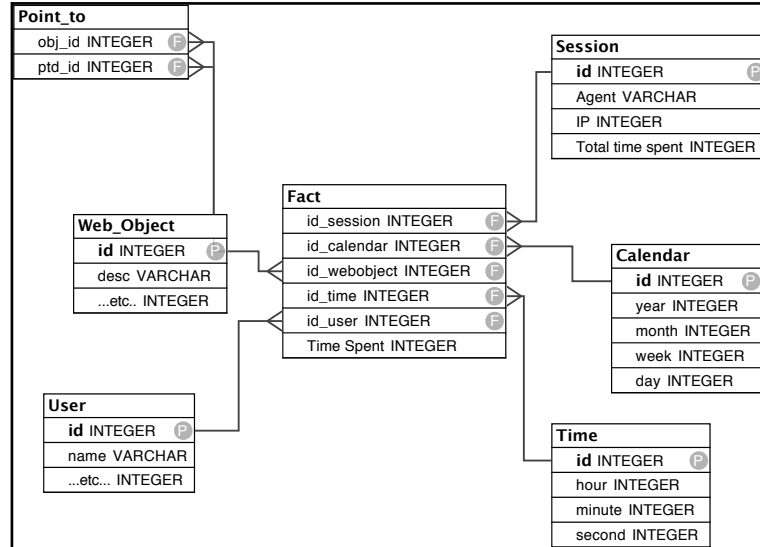 Point_to
obj_id INTEGER F
ptd_id INTEGER F
Session
id INTEGER P
Agent VARCHAR
IP INTEGER
Total time spent INTEGER
Fact
id_session INTEGER F
id_calendar INTEGER F
id_webobject INTEGER F
id_time INTEGER F
id_user INTEGER F
Time Spent INTEGER
Web_Object
id INTEGER P
desc VARCHAR
...etc.. INTEGER
Calendar
id INTEGER P
year INTEGER
month INTEGER
week INTEGER
day INTEGER
User
id INTEGER P
name VARCHAR
...etc... INTEGER
Time
id INTEGER P
hour INTEGER
minute INTEGER
second INTEGER